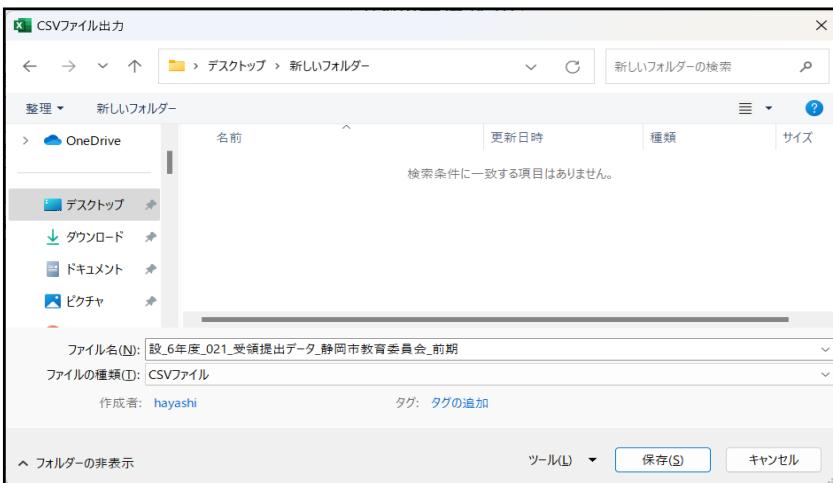 CSVファイル出力
デスクトップ > 新しいフォルダー
新しいフォルダーの検索
整理 新しいフォルダー
OneDrive
名前 更新日時 種類 サイズ
検索条件に一致する項目はありません。
デスクトップ
ダウンロード
ドキュメント
ピクチャ
ファイル名(N): 設_6年度_021_受領提出データ_静岡市教育委員会_前期
ファイルの種類(T): CSVファイル
作成者: hayashi タグ: タグの追加
フォルダーの非表示 ツール(L) 保存(S) キャンセル